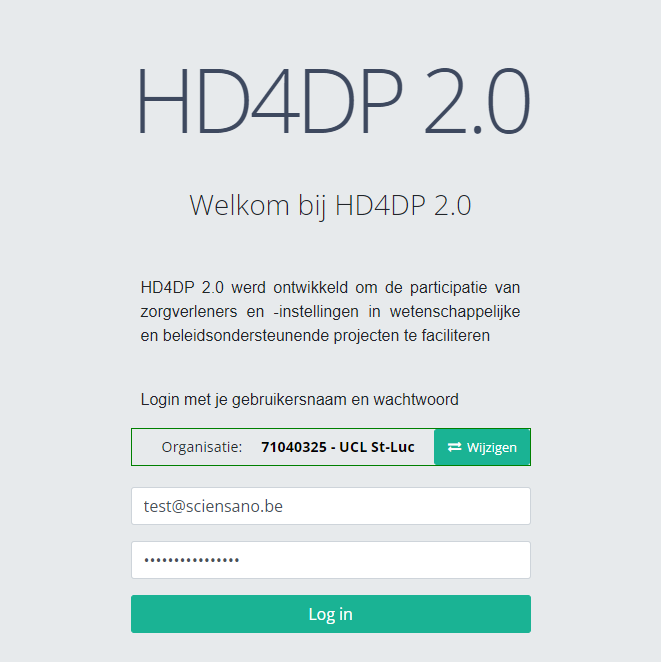 HD4DP 2.0
Welkom bij HD4DP 2.0
HD4DP 2.0 werd ontwikkeld om de participatie van
zorgverleners en -instellingen in wetenschappelijke
en beleidsondersteunende projecten te faciliteren
Login met je gebruikersnaam en wachtwoord
Organisatie: 71040325 - UCL St-Luc Wijzigen
test@sciensano.be
••••••••••••••••
Log in